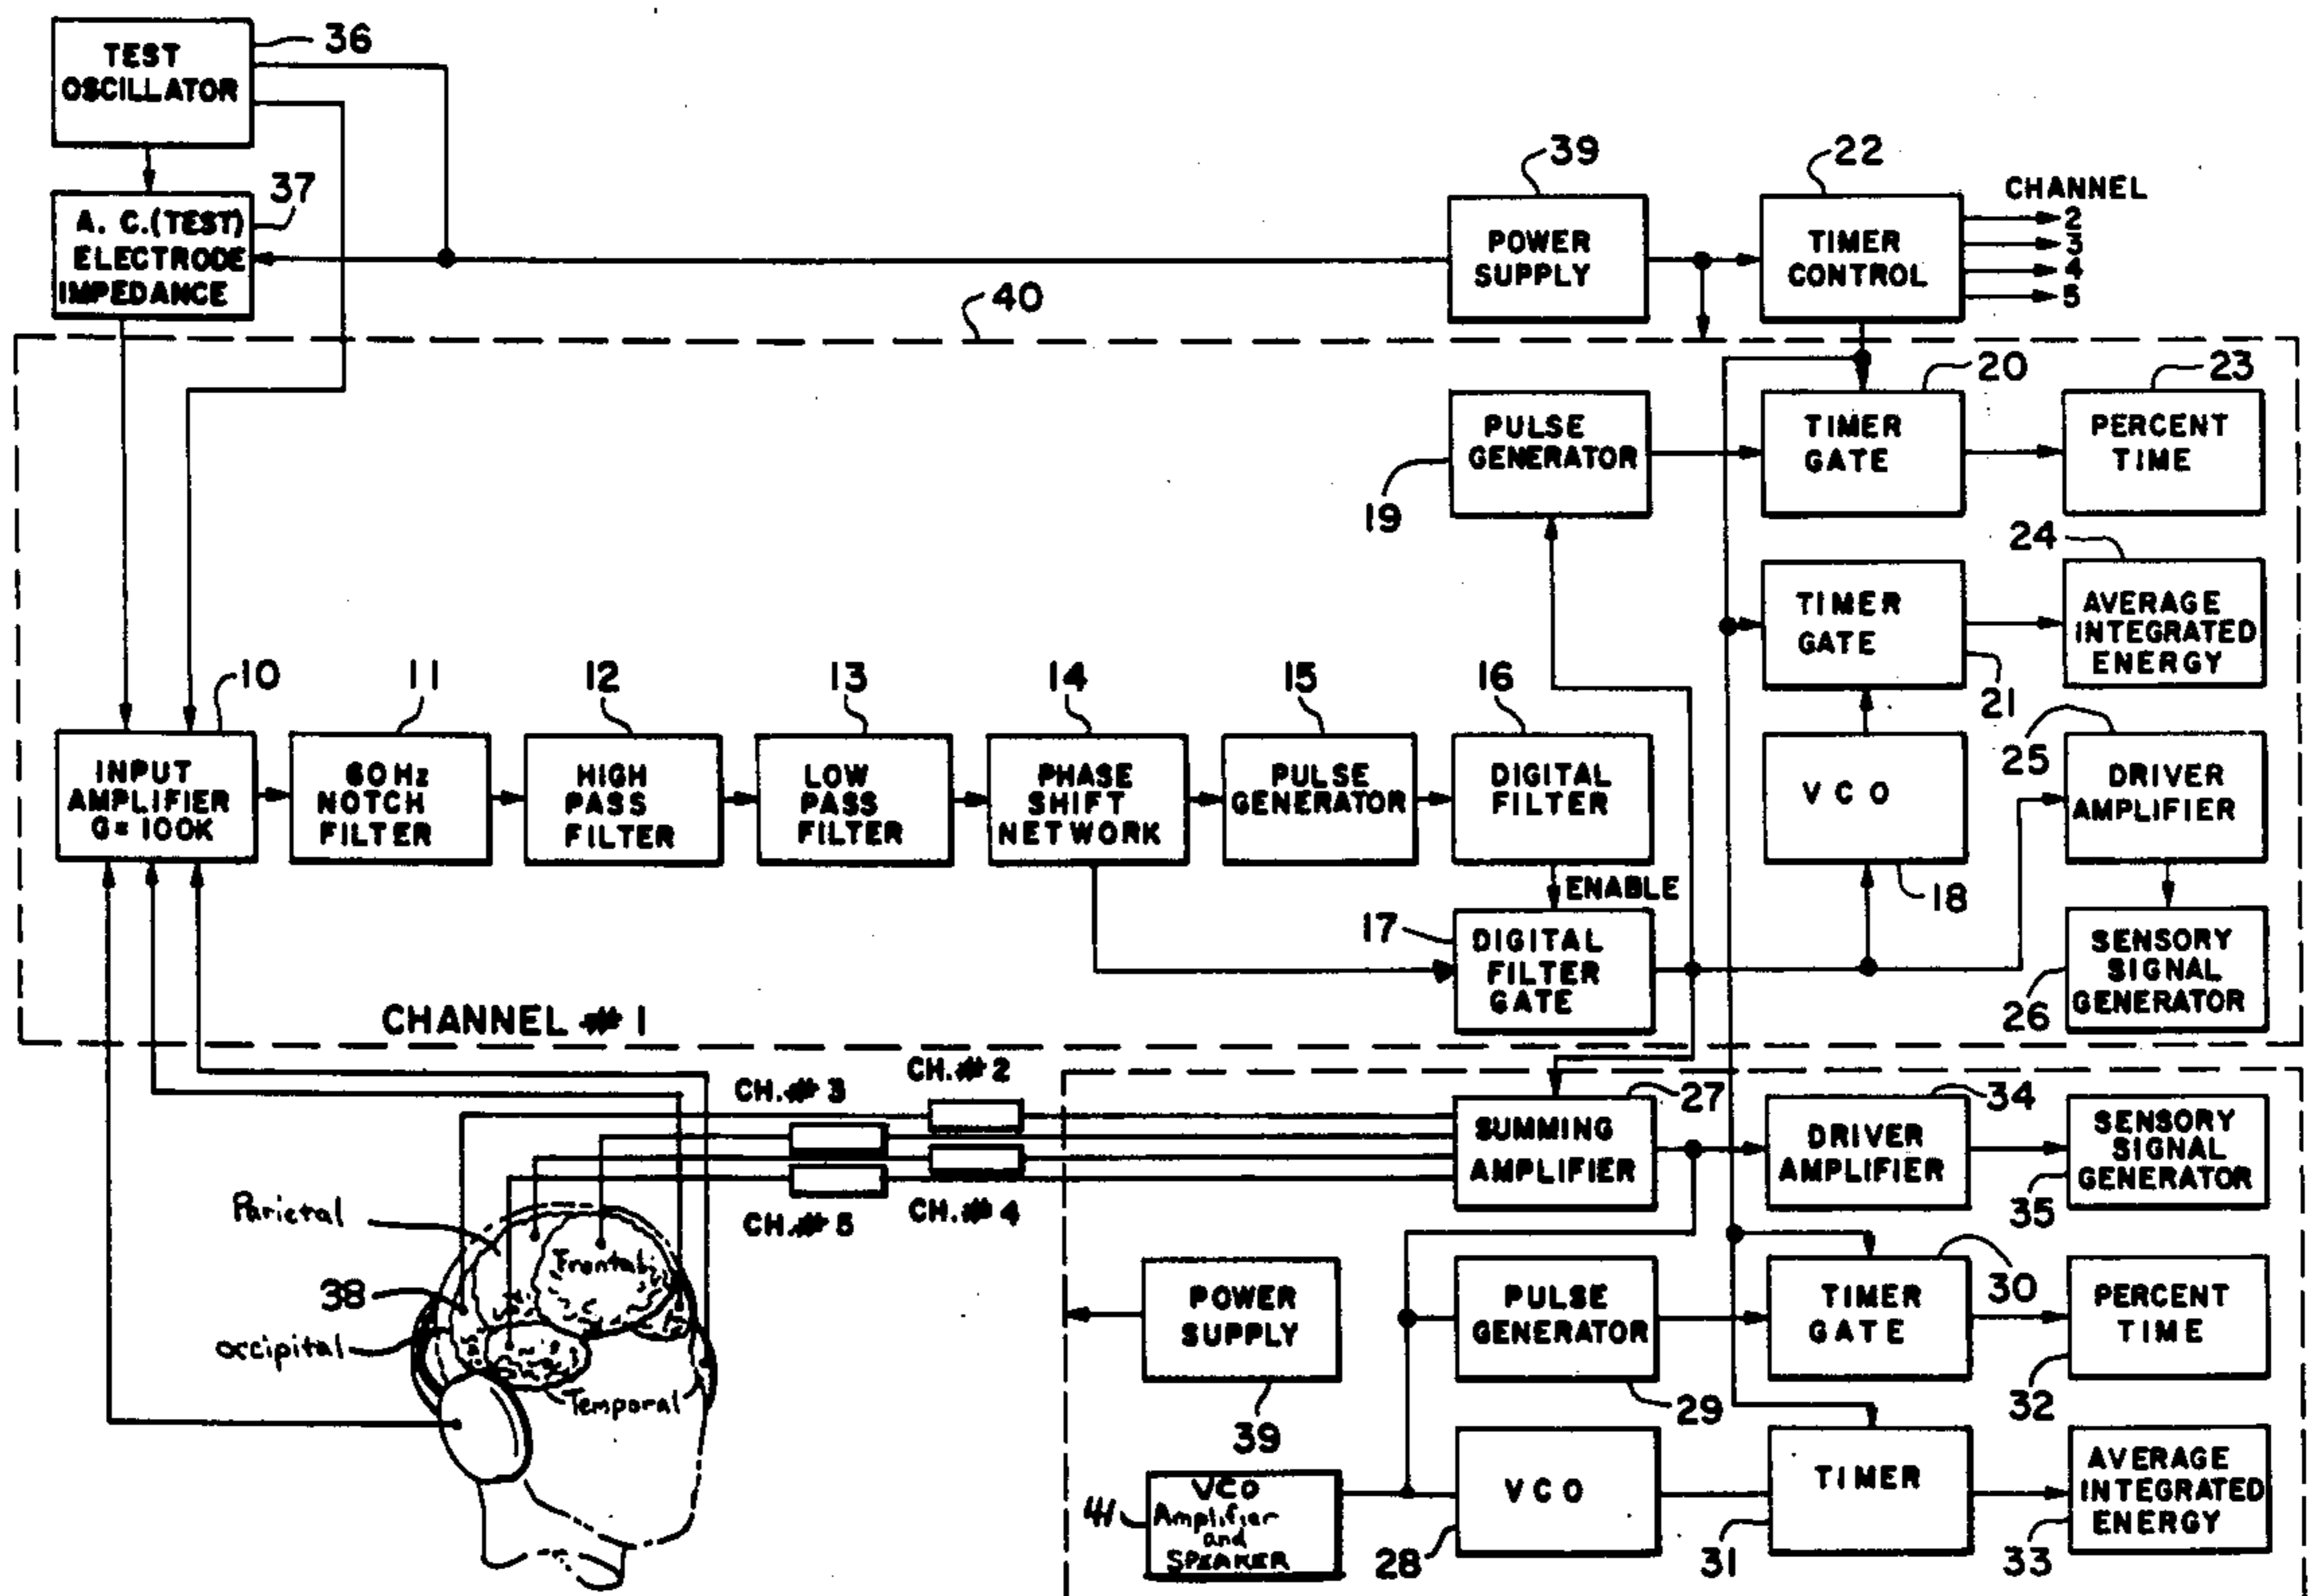 36
TEST
OSCILLATOR
37
A. C.(TEST)
ELECTRODE
IMPEDANCE
39
POWER
SUPPLY
22
TIMER
CONTROL
CHANNEL
2
3
4
5
40
19
PULSE
GENERATOR
20
TIMER
GATE
23
PERCENT
TIME
21
TIMER
GATE
24
AVERAGE
INTEGRATED
ENERGY
10
INPUT
AMPLIFIER
G= 100K
11
60Hz
NOTCH
FILTER
12
HIGH
PASS
FILTER
13
LOW
PASS
FILTER
14
PHASE
SHIFT
NETWORK
15
PULSE
GENERATOR
16
DIGITAL
FILTER
VCO
18
25
DRIVER
AMPLIFIER
ENABLE
17
DIGITAL
FILTER
GATE
26
SENSORY
SIGNAL
GENERATOR
CHANNEL # 1
CH.# 3
CH.# 2
CH.# 5
CH.# 4
27
SUMMING
AMPLIFIER
34
DRIVER
AMPLIFIER
SENSORY
SIGNAL
GENERATOR
35
Parietal
Frontal
38
occipital
Temporal
POWER
SUPPLY
39
PULSE
GENERATOR
29
TIMER
GATE
30
PERCENT
TIME
32
41
VCO
Amplifier
and
SPEAKER
VCO
28
TIMER
31
AVERAGE
INTEGRATED
ENERGY
33